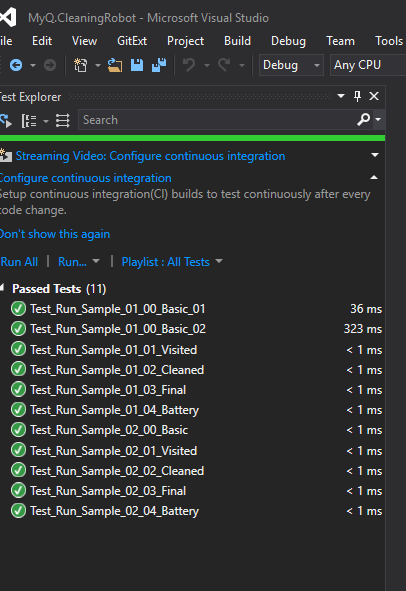 MyQ.CleaningRobot - Microsoft Visual Studio
ile Edit View GitExt Project Build Debug Team Tools
Debug Any CPU
Test Explorer
Search
Streaming Video: Configure continuous integration
Configure continuous integration
Setup continuous integration(CI) builds to test continuously after every
code change.
Don't show this again
Run All | Run... | Playlist : All Tests
Passed Tests (11)
Test_Run_Sample_01_00_Basic_01 36 ms
Test_Run_Sample_01_00_Basic_02 323 ms
Test_Run_Sample_01_01_Visited < 1 ms
Test_Run_Sample_01_02_Cleaned < 1 ms
Test_Run_Sample_01_03_Final < 1 ms
Test_Run_Sample_01_04_Battery < 1 ms
Test_Run_Sample_02_00_Basic < 1 ms
Test_Run_Sample_02_01_Visited < 1 ms
Test_Run_Sample_02_02_Cleaned < 1 ms
Test_Run_Sample_02_03_Final < 1 ms
Test_Run_Sample_02_04_Battery < 1 ms